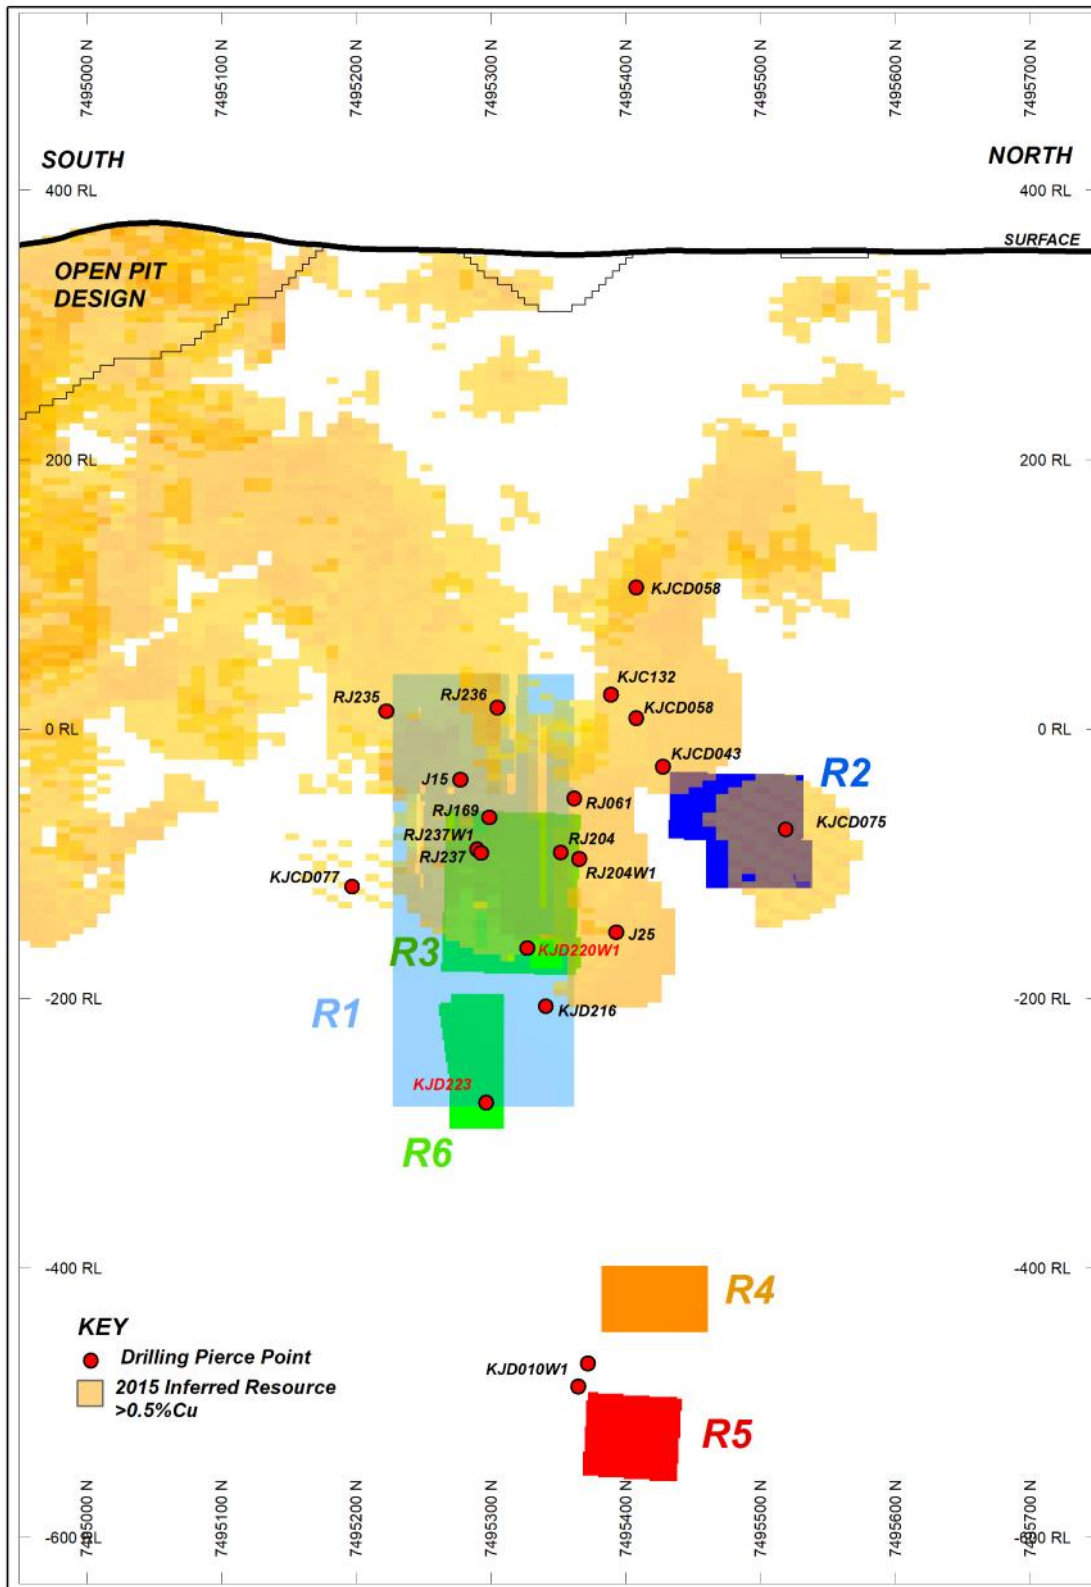 7495000 N
7495100 N
7495200 N
7495300 N
7495400 N
7495500 N
7495600 N
7495700 N
SOUTH
NORTH
400 RL
400 RL
SURFACE
OPEN PIT
DESIGN
200 RL
200 RL
KJCD058
KJC132
RJ235
RJ236
KJCD058
0 RL
0 RL
KJCD043
R2
J15
RJ061
RJ169
KJCD075
RJ237W1
RJ204
RJ237
RJ204W1
KJCD077
J25
R3
KJD220W1
R1
-200 RL
-200 RL
KJD216
KJD223
R6
-400 RL
-400 RL
R4
KEY
Drilling Pierce Point
KJD010W1
2015 Inferred Resource
>0.5%Cu
R5
-600 RL
-600 RL
7495000 N
7495100 N
7495200 N
7495300 N
7495400 N
7495500 N
7495600 N
7495700 N